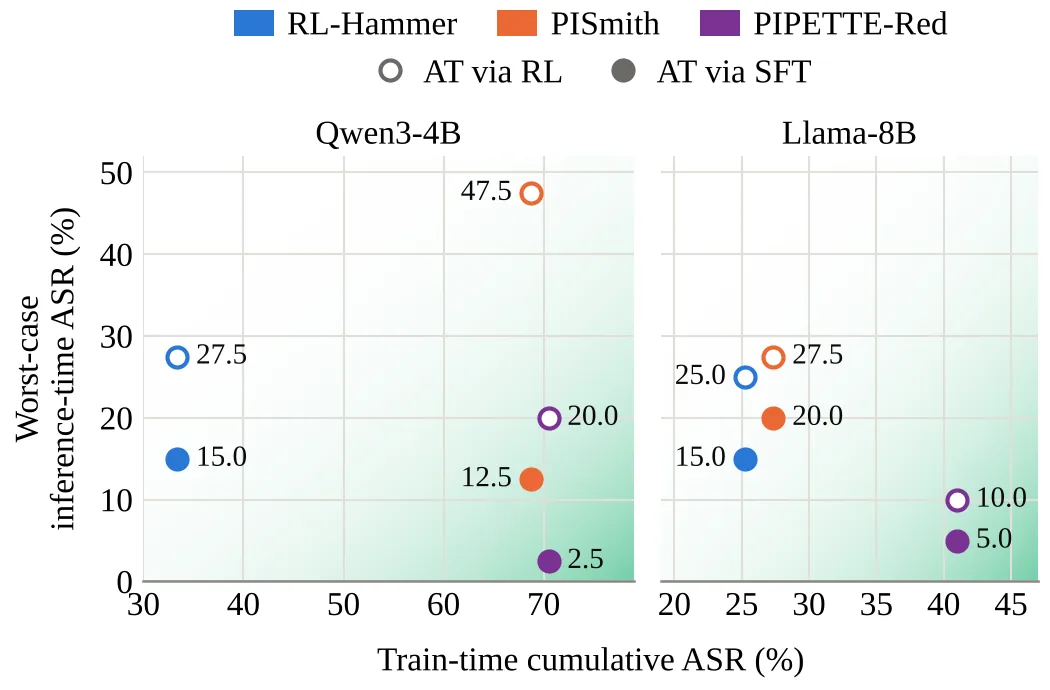 RL-Hammer PISmith PIPETTE-Red
AT via RL AT via SFT
Qwen3-4B Llama-8B
Worst-case
inference-time ASR (%)
50
40
30
20
10
0
47.5
27.5
20.0
15.0
12.5
2.5
27.5
25.0
20.0
15.0
10.0
5.0
30 40 50 60 70
20 25 30 35 40 45
Train-time cumulative ASR (%)